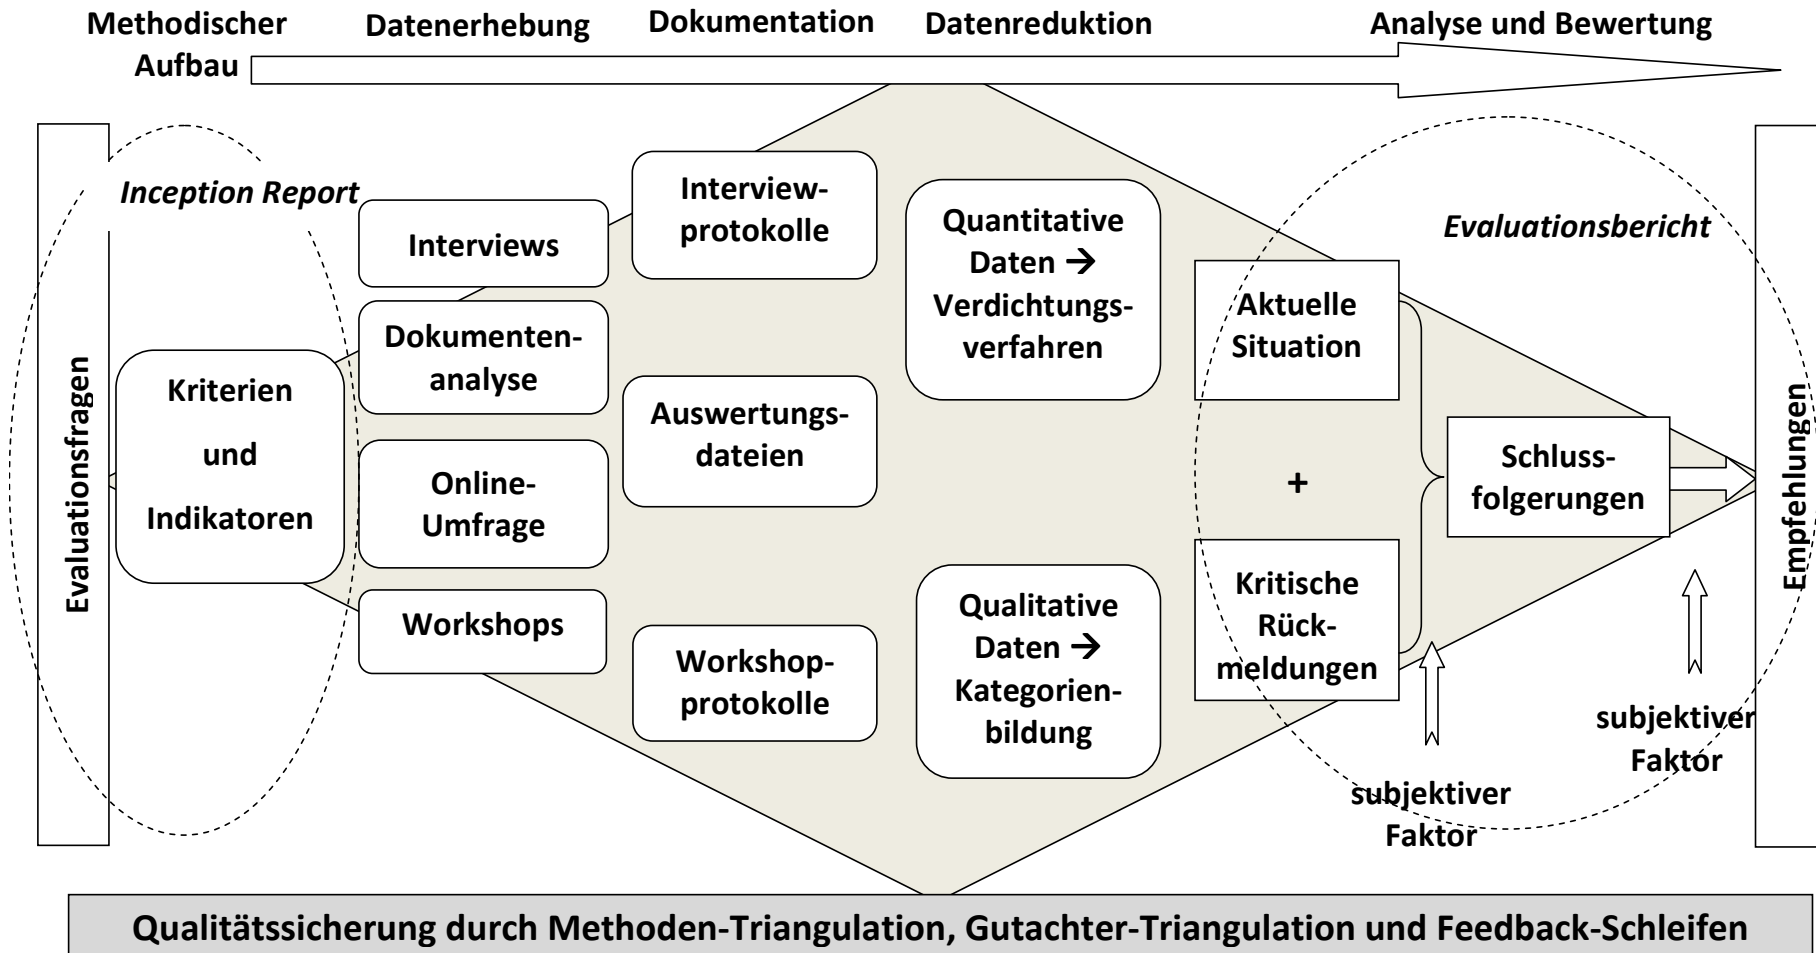 Methodischer
Aufbau
Datenerhebung
Dokumentation
Datenreduktion
Analyse und Bewertung
Evaluationsfragen
Inception Report
Kriterien
und
Indikatoren
Interviews
Dokumenten-
analyse
Online-
Umfrage
Workshops
Interview-
protokolle
Auswertungs-
dateien
Workshop-
protokolle
Quantitative
Daten →
Verdichtungs-
verfahren
Qualitative
Daten →
Kategorien-
bildung
Evaluationsbericht
Aktuelle
Situation
+
Kritische
Rück-
meldungen
Schluss-
folgerungen
subjektiver
Faktor
subjektiver
Faktor
Empfehlungen
Qualitätssicherung durch Methoden-Triangulation, Gutachter-Triangulation und Feedback-Schleifen